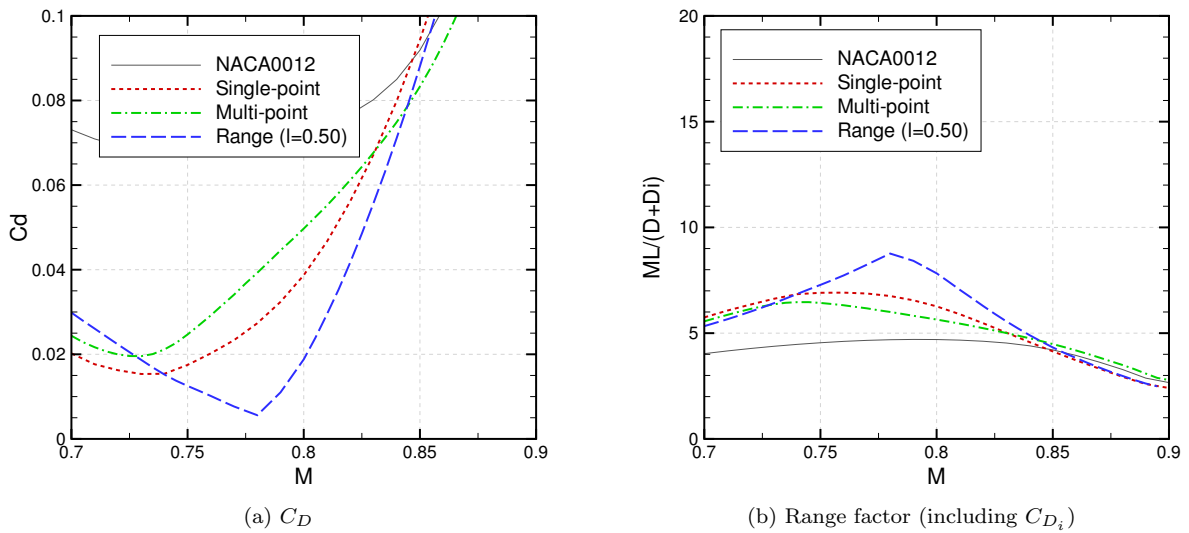 0.1
0.08
0.06
0.04
0.02
0
Cd
NACA0012
Single-point
Multi-point
Range (l=0.50)
0.7
0.75
0.8
0.85
0.9
M
(a) C_D
20
15
10
5
0
ML/(D+Di)
NACA0012
Single-point
Multi-point
Range (l=0.50)
0.7
0.75
0.8
0.85
0.9
M
(b) Range factor (including C_{D_i})